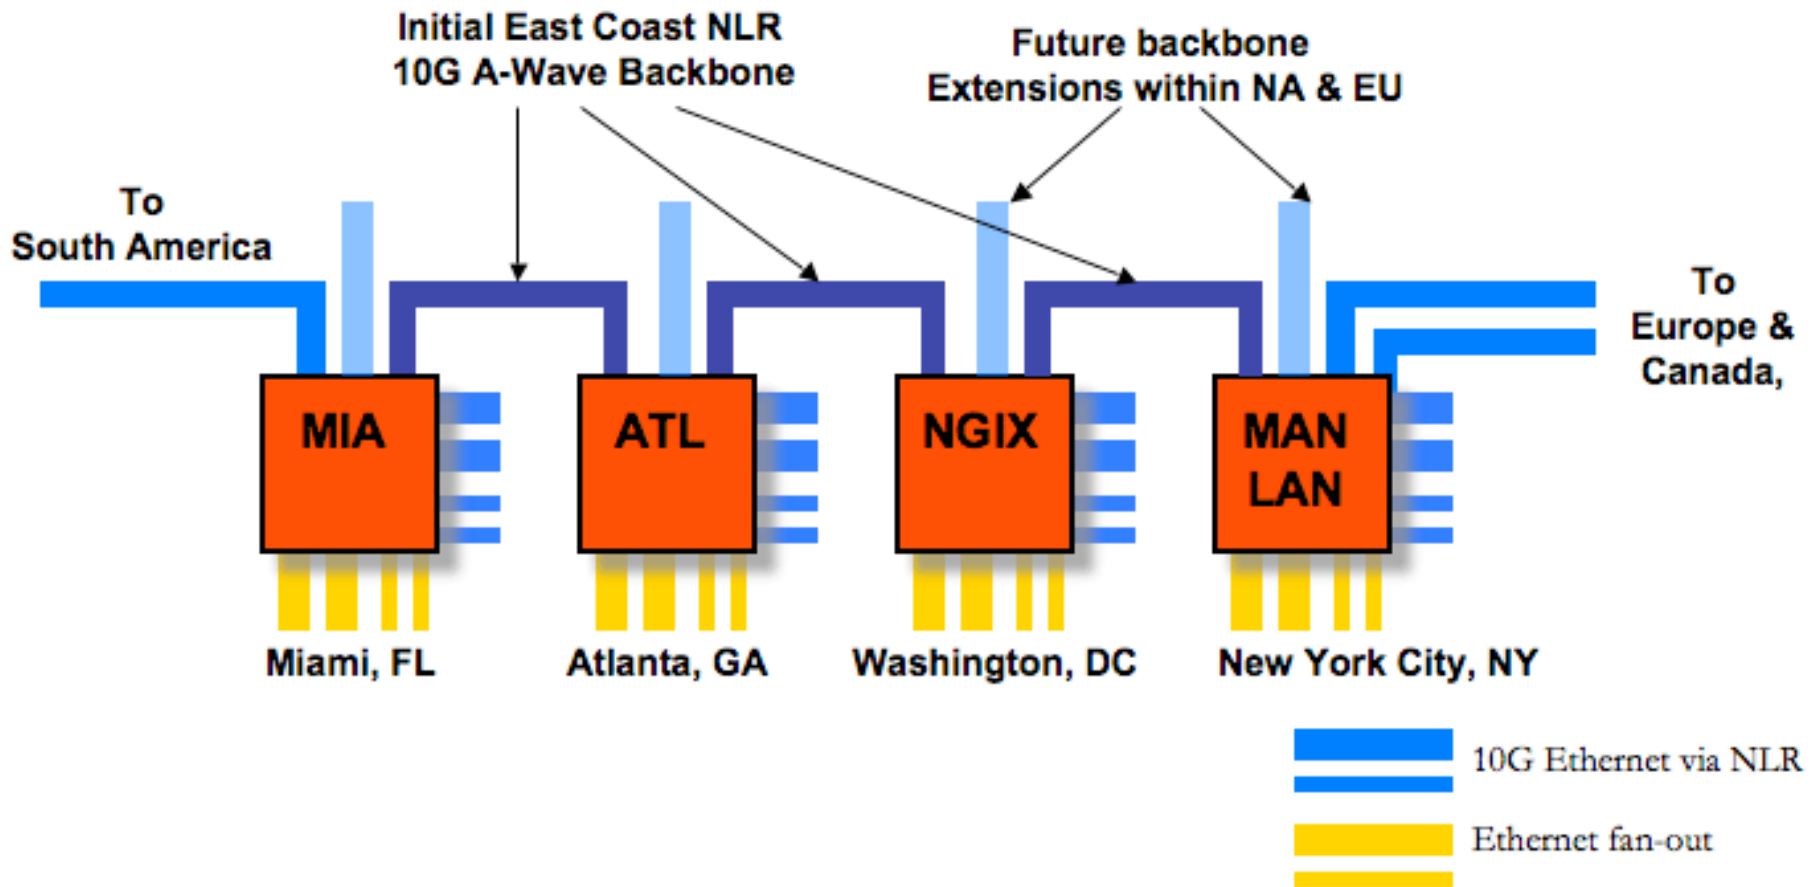 Initial East Coast NLR
10G A-Wave Backbone
Future backbone
Extensions within NA & EU
To
South America
To
Europe &
Canada,
MIA
ATL
NGIX
MAN
LAN
Miami, FL
Atlanta, GA
Washington, DC
New York City, NY
10G Ethernet via NLR
Ethernet fan-out